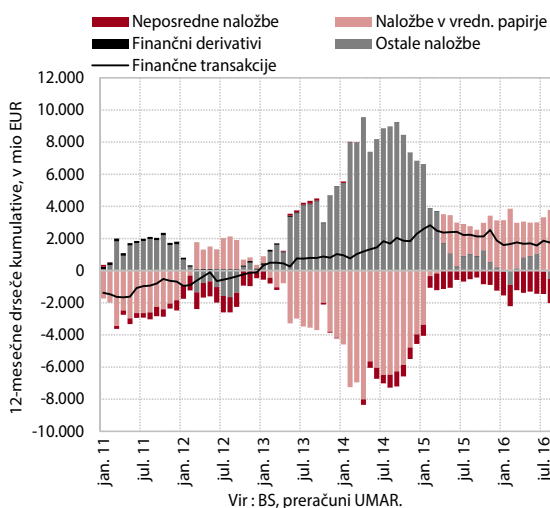 Neposredne naložbe
Naložbe v vredn. papirje
Finančni derivativi
Ostale naložbe
Finančne transakcije
12-mesečne drseče kumulative, v mio EUR
12.000
10.000
8.000
6.000
4.000
2.000
0
-2.000
-4.000
-6.000
-8.000
-10.000
jan. 11
jul. 11
jan. 12
jul. 12
jan. 13
jul. 13
jan. 14
jul. 14
jan. 15
jul. 15
jan. 16
jul. 16
Vir : BS, preračuni UMAR.